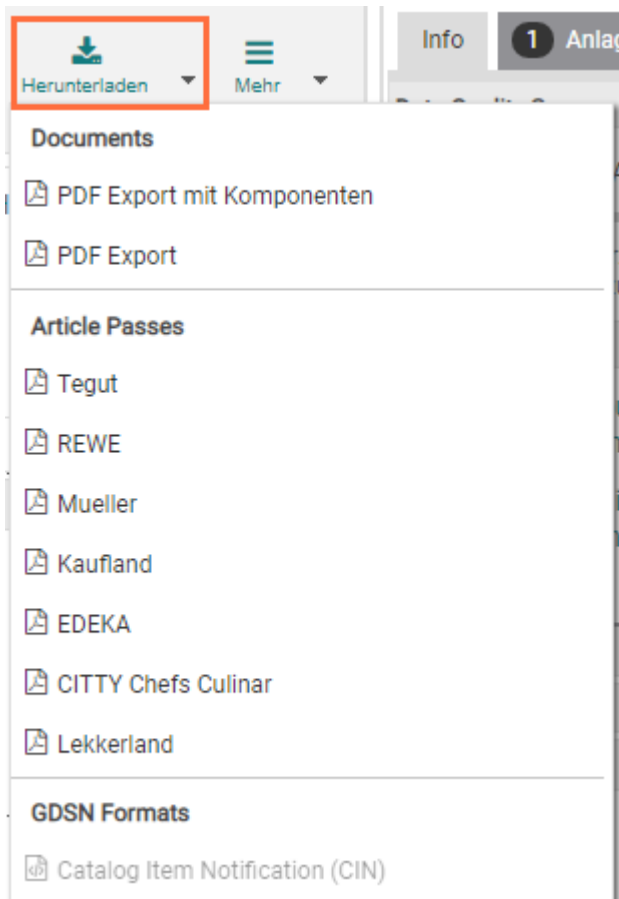 Herunterladen
Mehr
Info
1
Documents
PDF Export mit Komponenten
PDF Export
Article Passes
Tegut
REWE
Mueller
Kaufland
EDEKA
CITTY Chefs Culinar
Lekkerland
GDSN Formats
Catalog Item Notification (CIN)